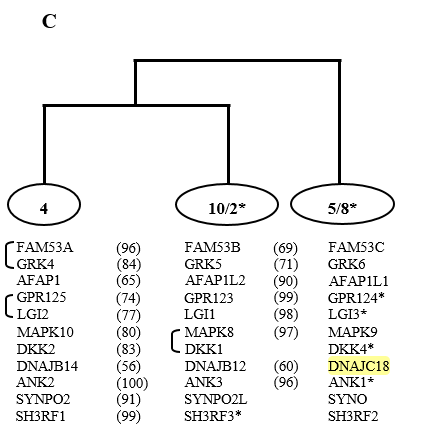 C
4 10/2* 5/8*
FAM53A (96) FAM53B (69) FAM53C
GRK4 (84) GRK5 (71) GRK6
AFAP1 (65) AFAP1L2 (90) AFAP1L1
GPR125 (74) GPR123 (99) GPR124*
LGI2 (77) LGI1 (98) LGI3*
MAPK10 (80) MAPK8 (97) MAPK9
DKK2 (83) DKK1 DKK4*
DNAJB14 (56) DNAJB12 (60) DNAJC18
ANK2 (100) ANK3 (96) ANK1*
SYNPO2 (91) SYNPO2L SYNO
SH3RF1 (99) SH3RF3* SH3RF2